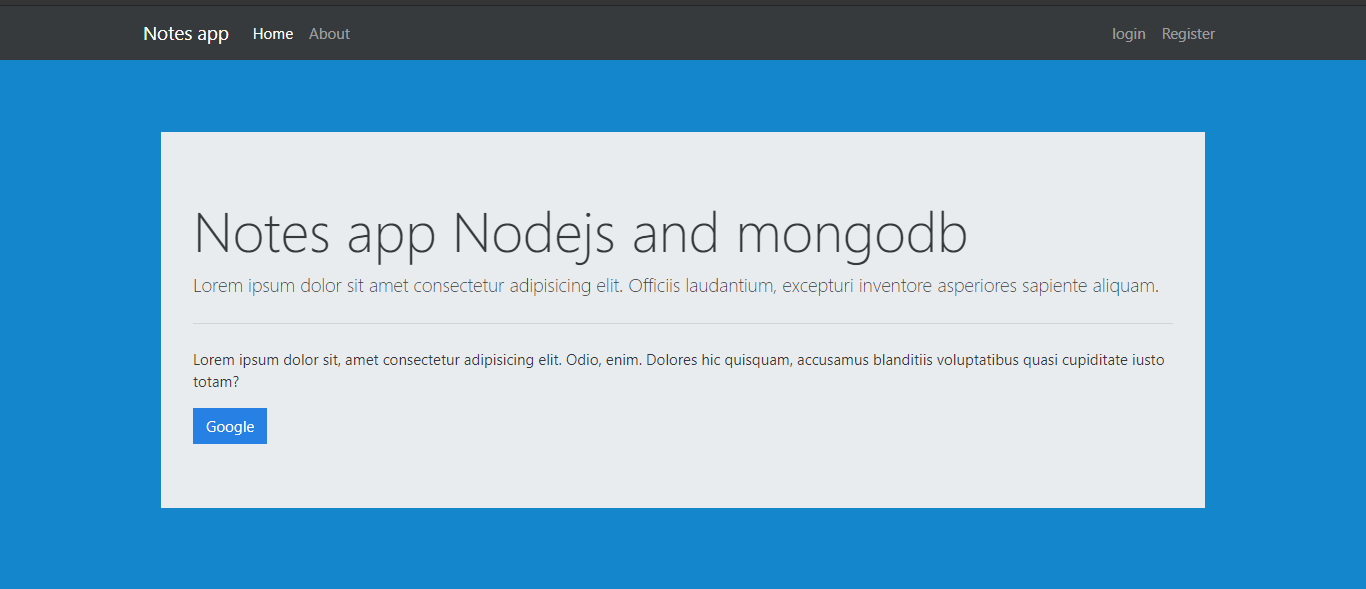 Notes app Home About login Register
Notes app Nodejs and mongodb
Lorem ipsum dolor sit amet consectetur adipisicing elit. Officiis laudantium, excepturi inventore asperiores sapiente aliquam.
Lorem ipsum dolor sit, amet consectetur adipisicing elit. Odio, enim. Dolores hic quisquam, accusamus blanditiis voluptatibus quasi cupiditate iusto
totam?
Google